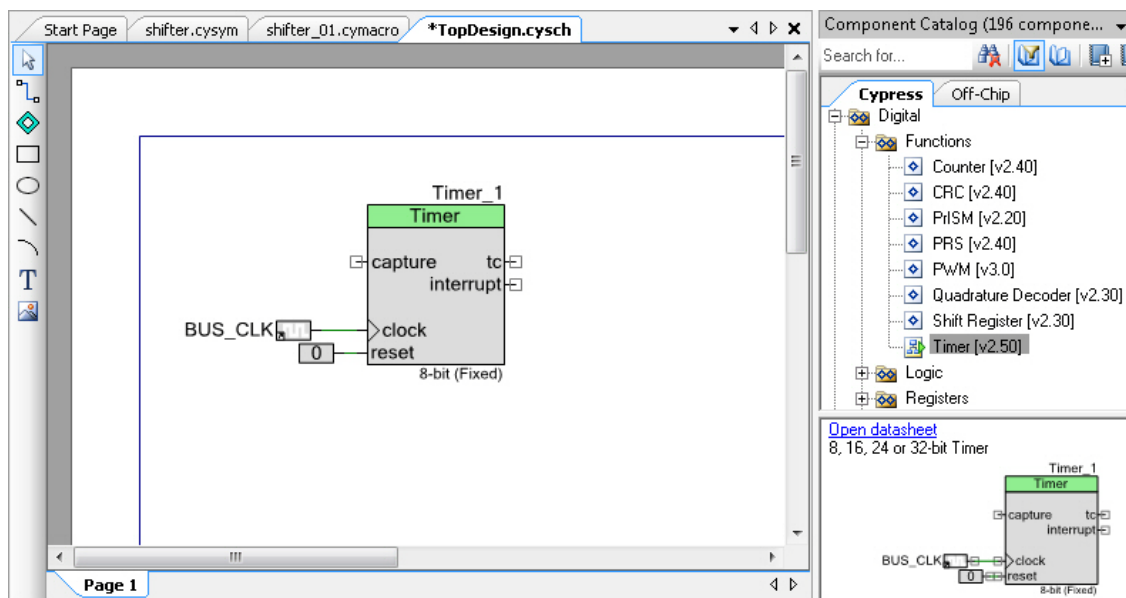 Start Page
shifter.cysym
shifter_01.cymacro
*TopDesign.cysch
T
Timer_1
Timer
capture
tc
interrupt
BUS_CLK
clock
0
reset
8-bit (Fixed)
Page 1
Component Catalog (196 compone...
Search for...
Cypress
Off-Chip
Digital
Functions
Counter [v2.40]
CRC [v2.40]
PrISM [v2.20]
PRS [v2.40]
PWM [v3.0]
Quadrature Decoder [v2.30]
Shift Register [v2.30]
Timer [v2.50]
Logic
Registers
Open datasheet
8, 16, 24 or 32-bit Timer
Timer_1
Timer
capture
tc
interrupt
BUS_CLK
clock
0
reset
8-bit (Fixed)